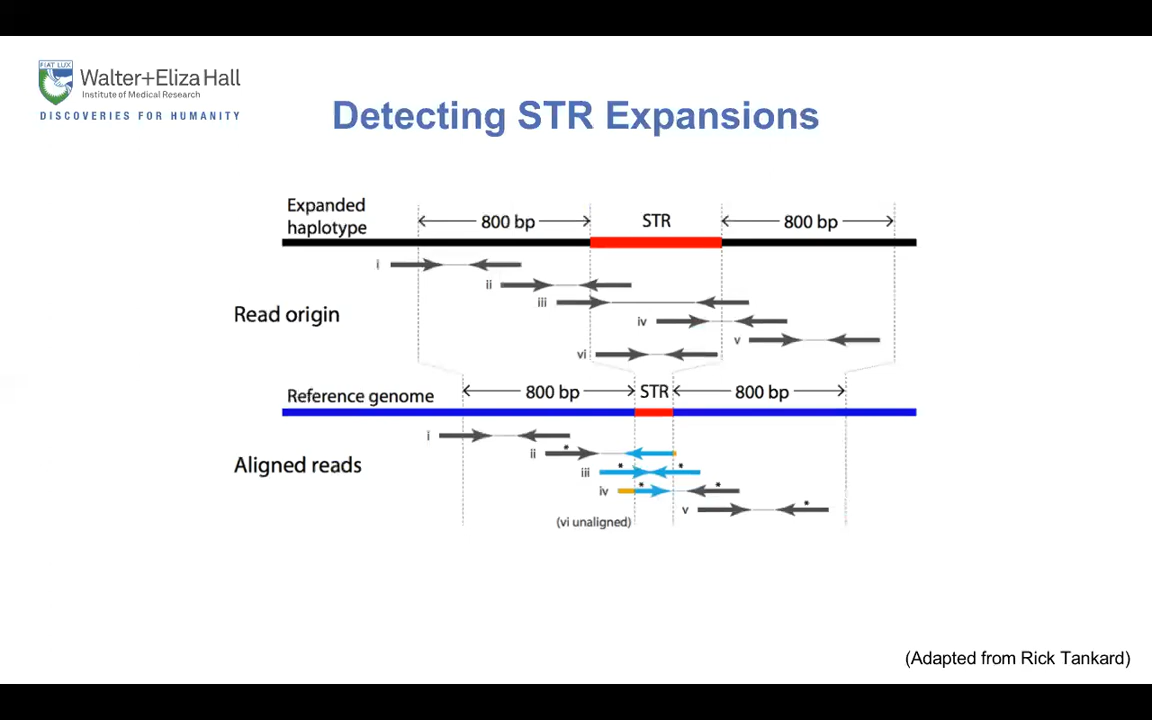 FIAT LUX
Walter+Eliza Hall
Institute of Medical Research
DISCOVERIES FOR HUMANITY
Detecting STR Expansions
Expanded
haplotype
800 bp
STR
800 bp
i
ii
iii
Read origin
iv
v
vi
Reference genome
800 bp
STR
800 bp
i
ii
*
Aligned reads
iii
*
*
iv
*
*
v
*
(vi unaligned)
(Adapted from Rick Tankard)